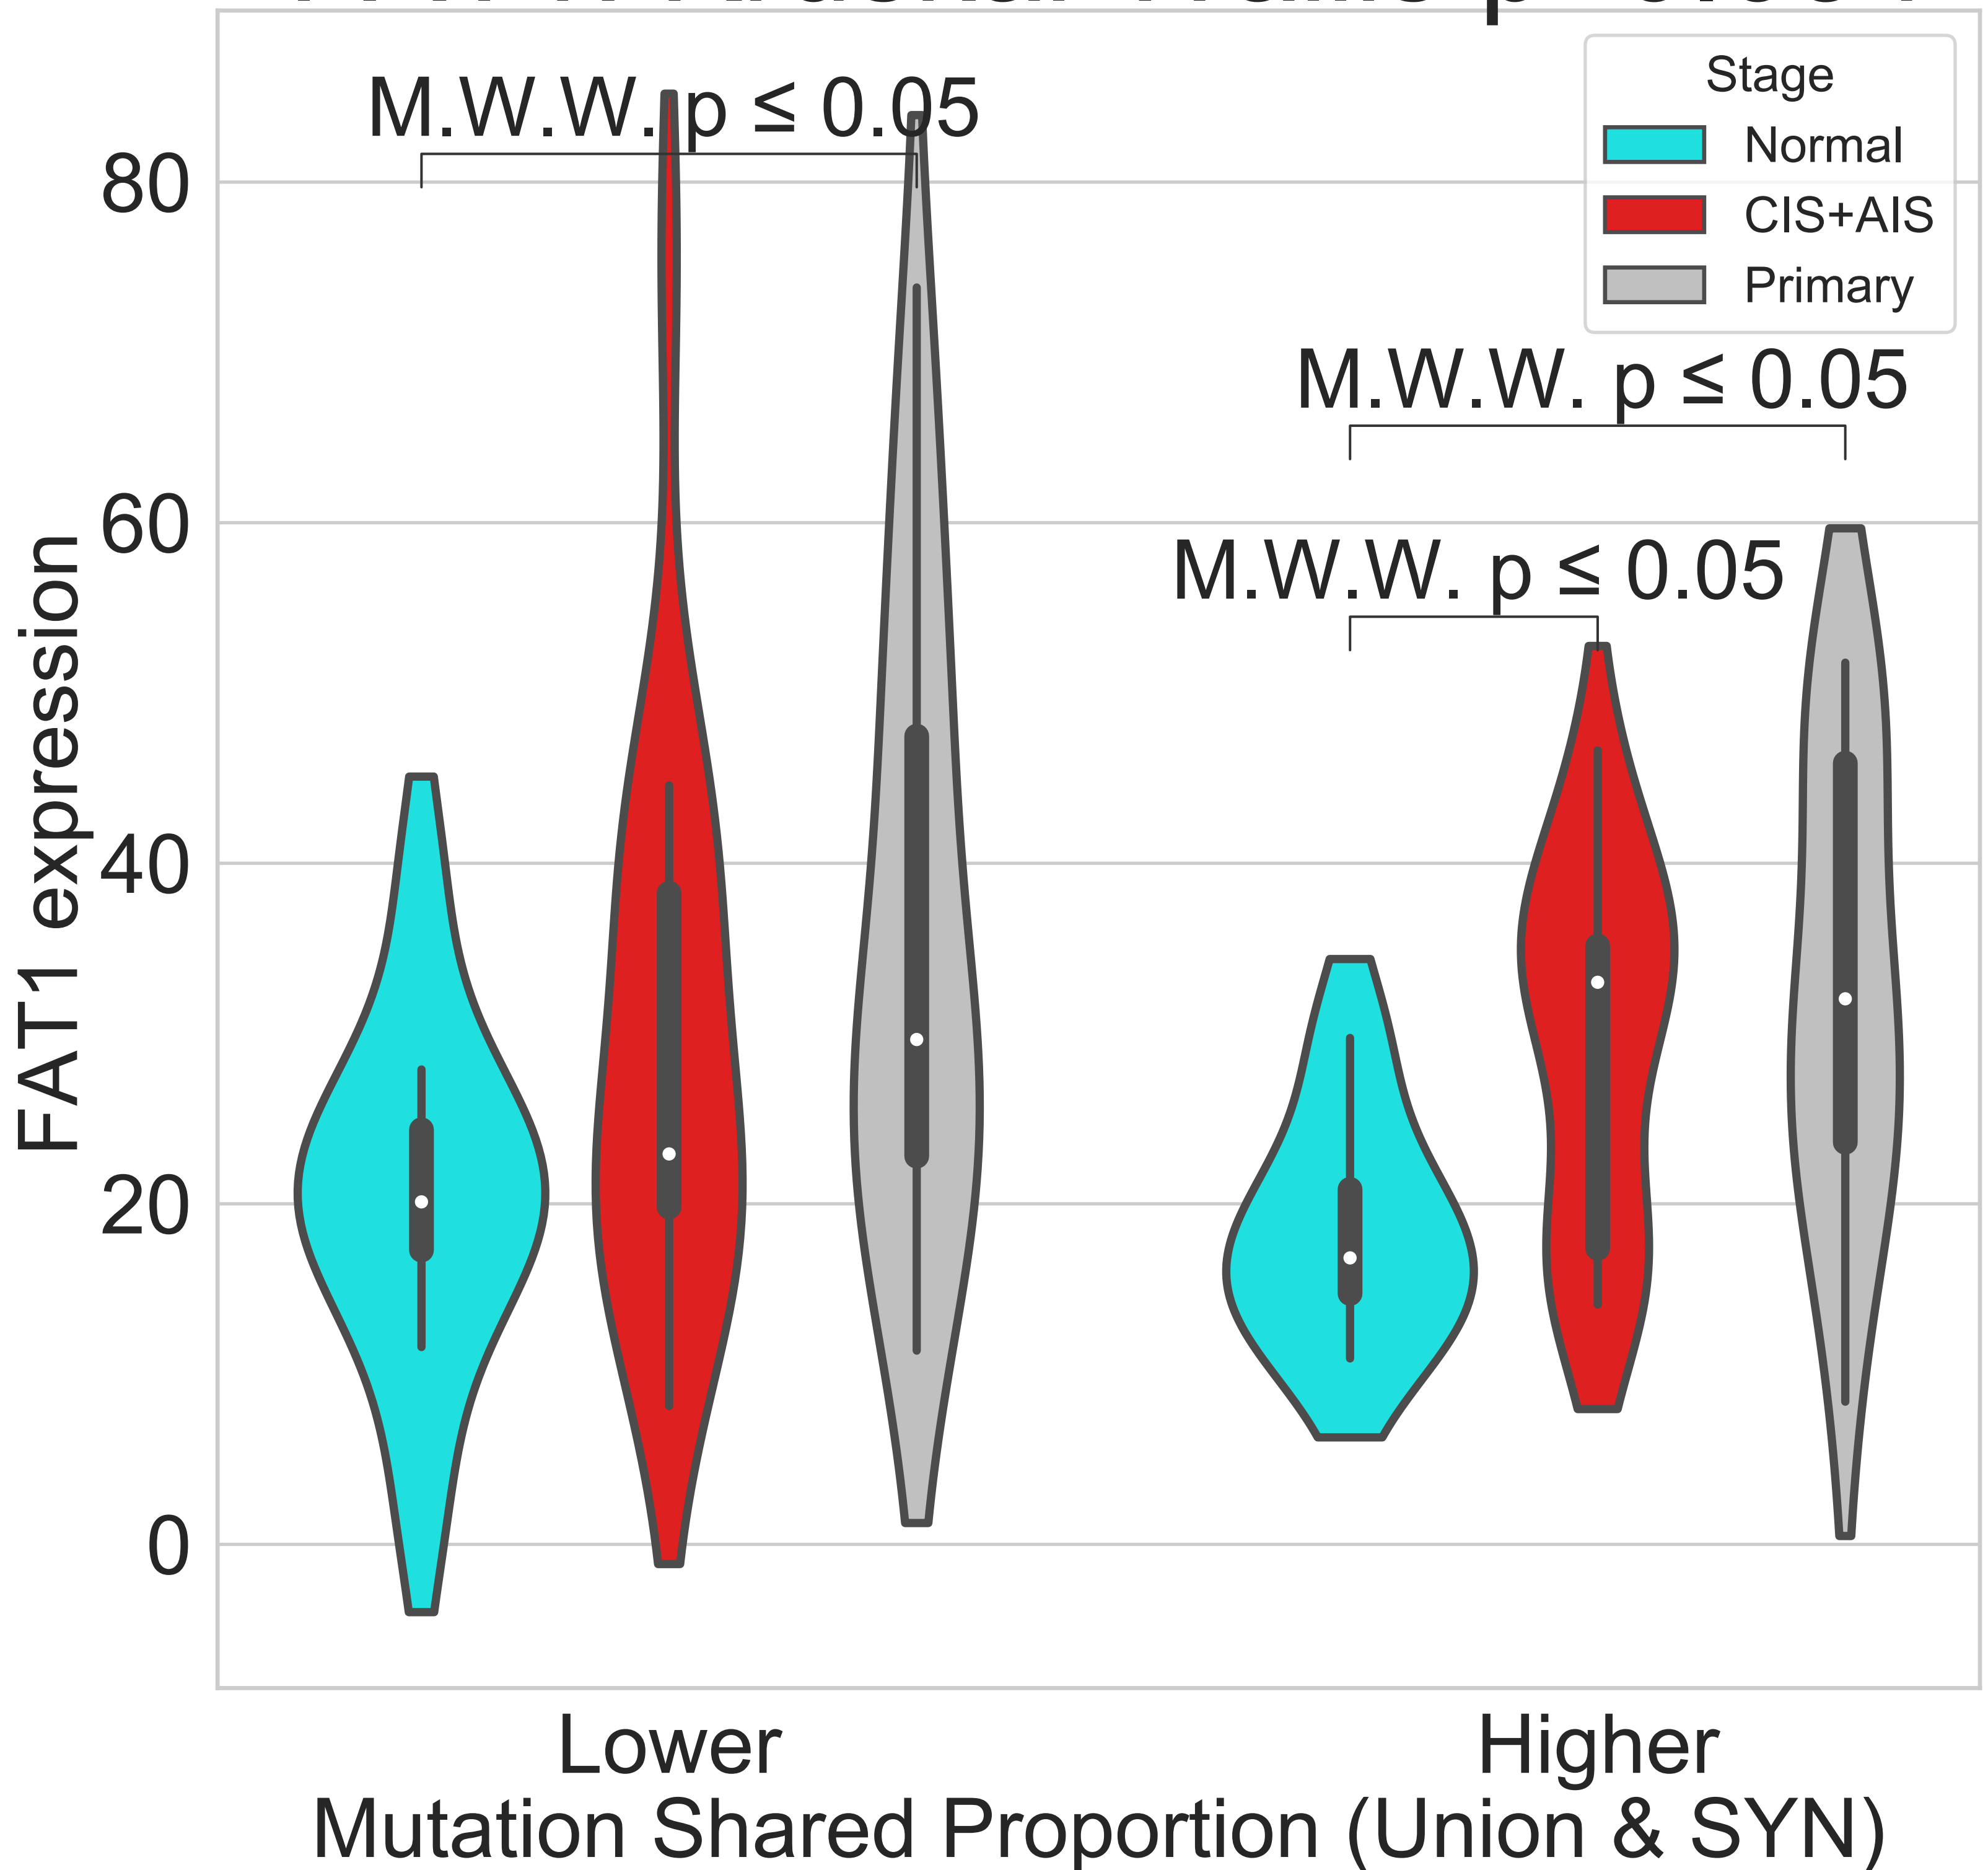 Stage
Normal
CIS+AIS
Primary
M.W.W. p ≤ 0.05
M.W.W. p ≤ 0.05
M.W.W. p ≤ 0.05
80
60
40
20
0
FAT1 expression
Lower
Higher
Mutation Shared Proportion (Union & SYN)